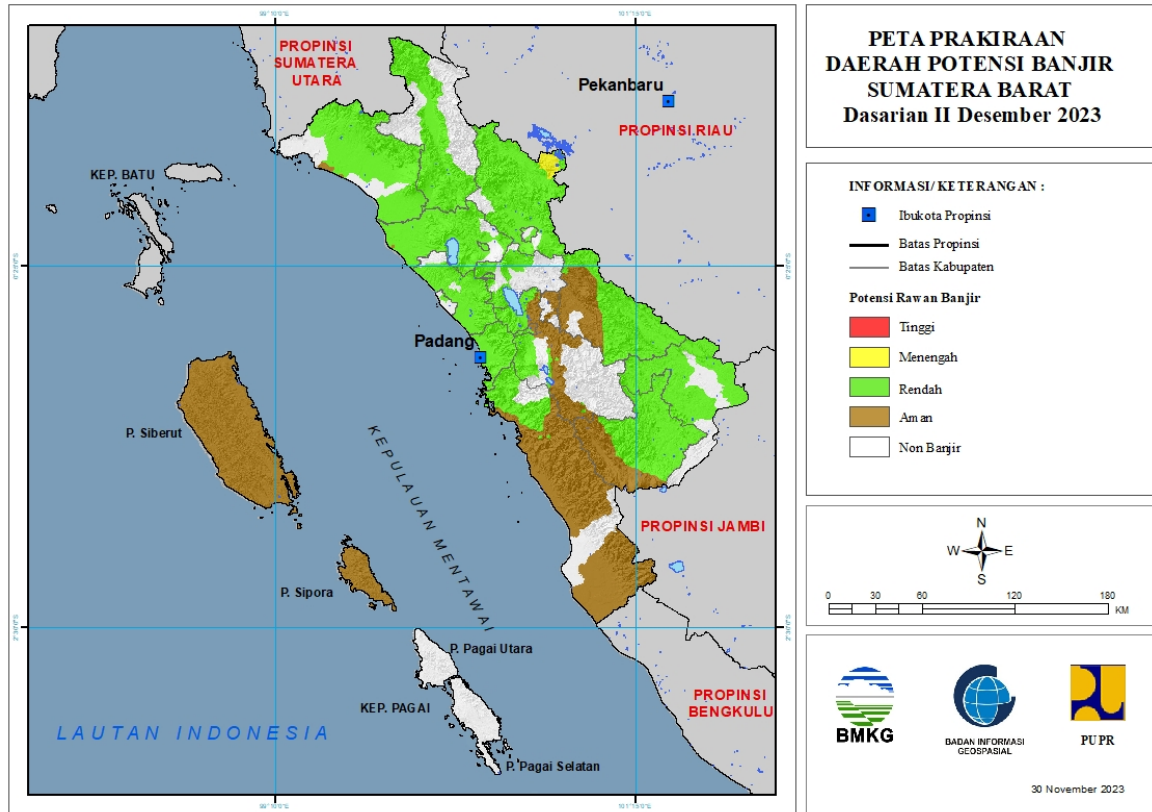 PETA PRAKIRAAN
DAERAH POTENSI BANJIR
SUMATERA BARAT
Dasarian II Desember 2023
INFORMASI/ KETERANGAN :
Ibukota Propinsi
Batas Propinsi
Batas Kabupaten
Potensi Rawan Banjir
Tinggi
Menengah
Rendah
Aman
Non Banjir
N
W E
S
0 30 60 120 180
KM
BMKG
BADAN INFORMASI
GEOSPASIAL
PUPR
30 November 2023
PROPINSI
SUMATERA
UTARA
Pekanbaru
PROPINSI RIAU
KEP. BATU
Padang
P. Siberut
KEPULAUAN MENTAWAI
PROPINSI JAMBI
P. Sipora
P. Pagai Utara
KEP. PAGAI
P. Pagai Selatan
PROPINSI
BENGKULU
LAUTAN INDONESIA